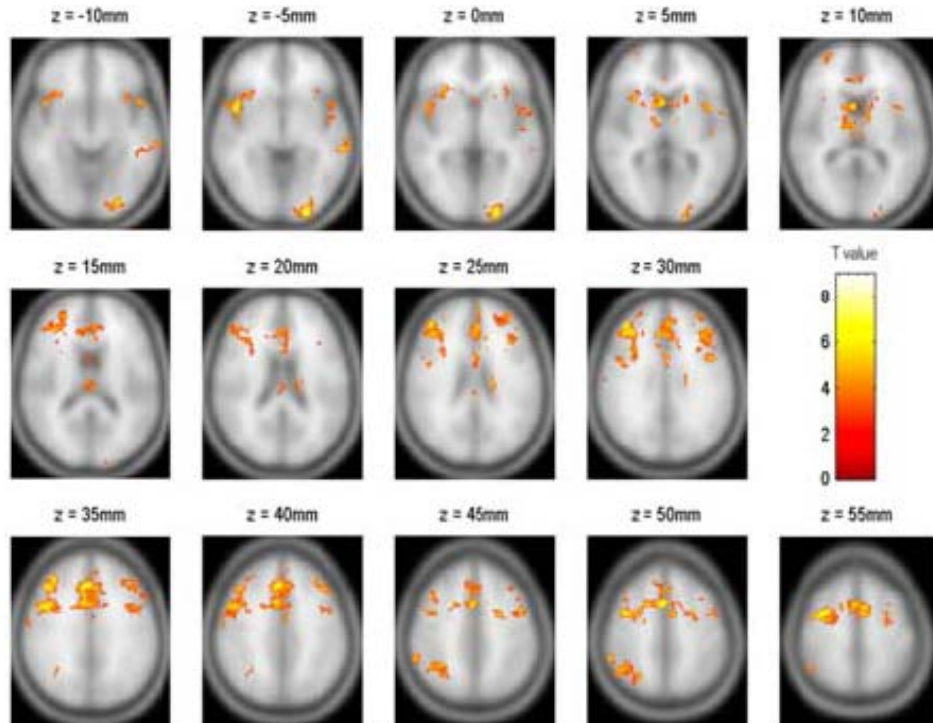 z = -10mm
z = -5mm
z = 0mm
z = 5mm
z = 10mm
z = 15mm
z = 20mm
z = 25mm
z = 30mm
T value
8
6
4
2
0
z = 35mm
z = 40mm
z = 45mm
z = 50mm
z = 55mm